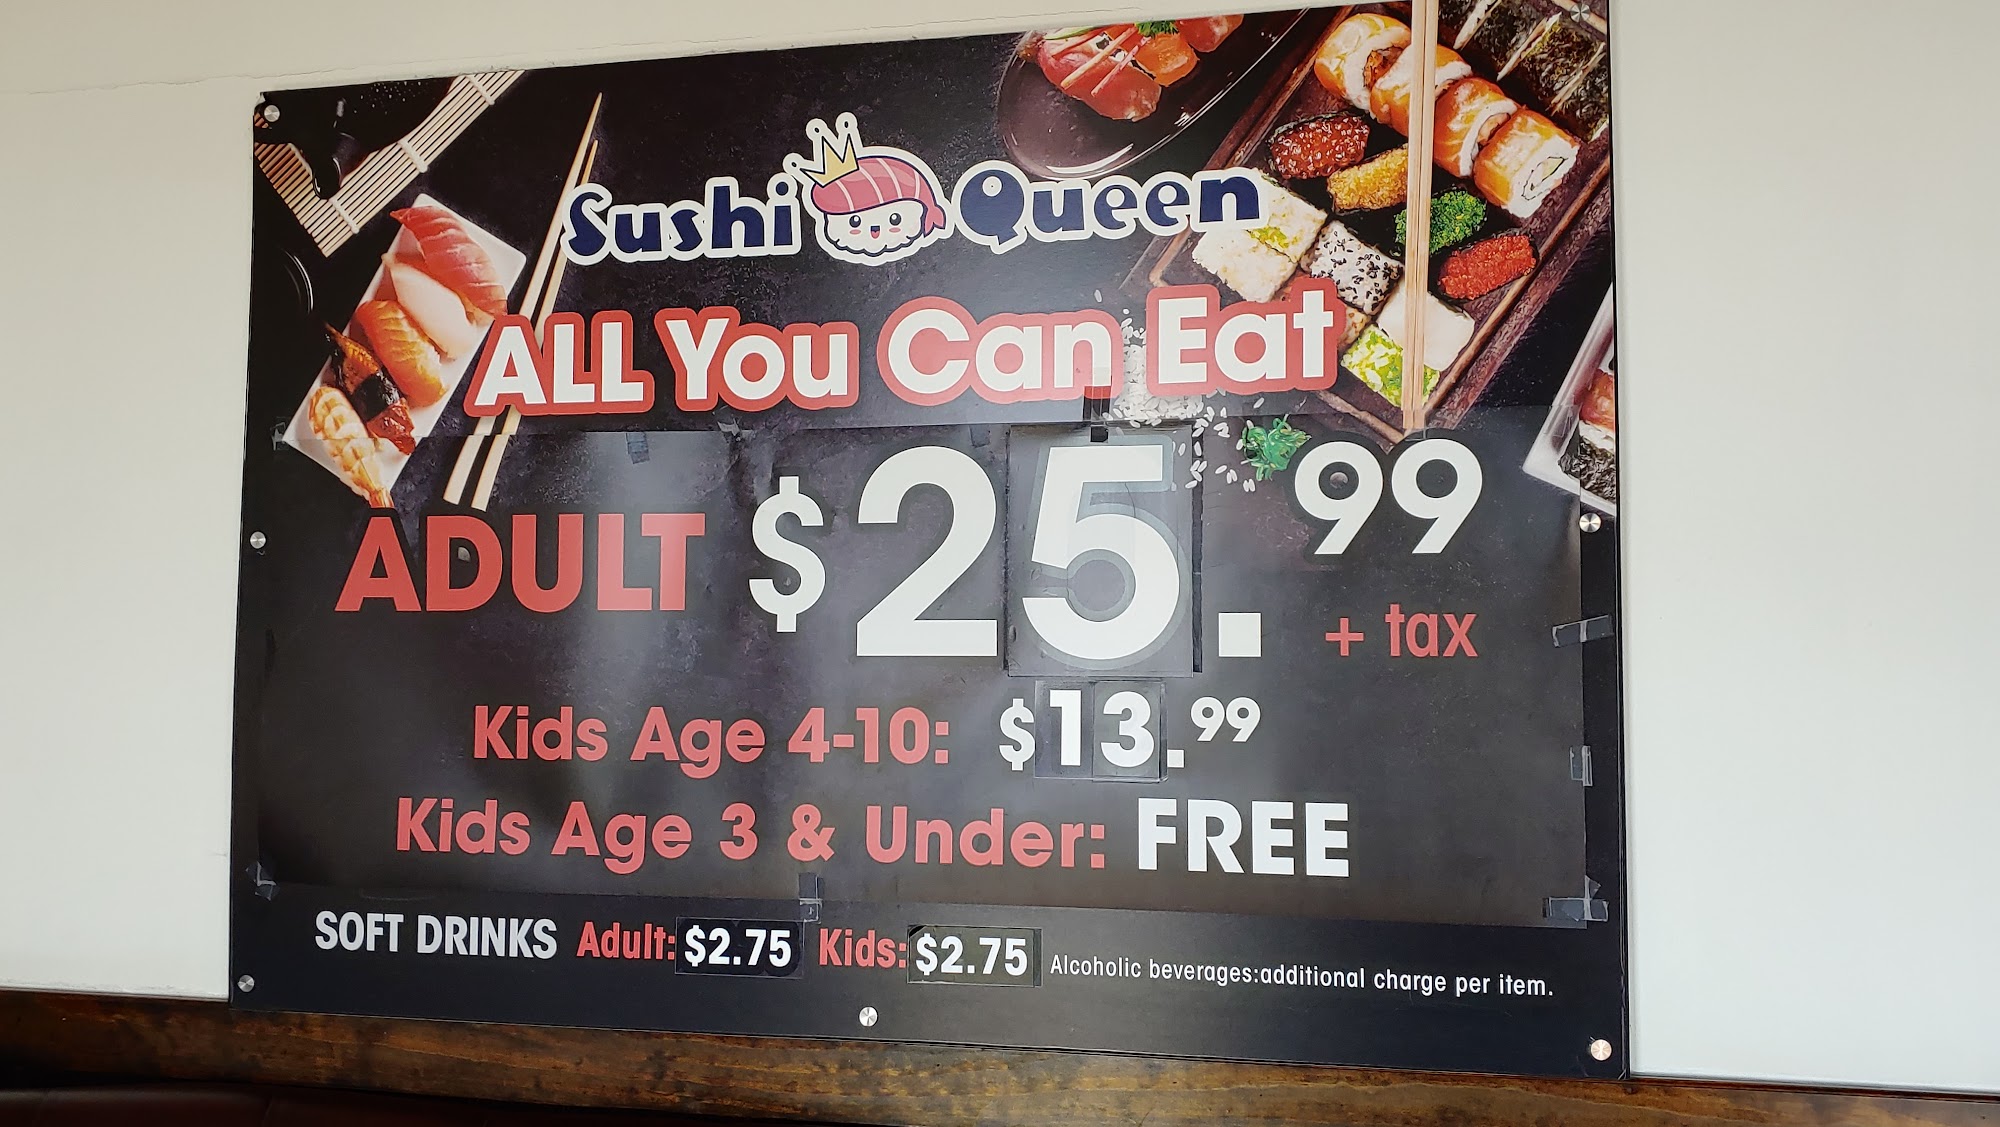 Sushi Queen
ALL You Can Eat
ADULT $25.99
+ tax
Kids Age 4-10: $13.99
Kids Age 3 & Under: FREE
SOFT DRINKS Adult: $2.75 Kids: $2.75 Alcoholic beverages:additional charge per item.